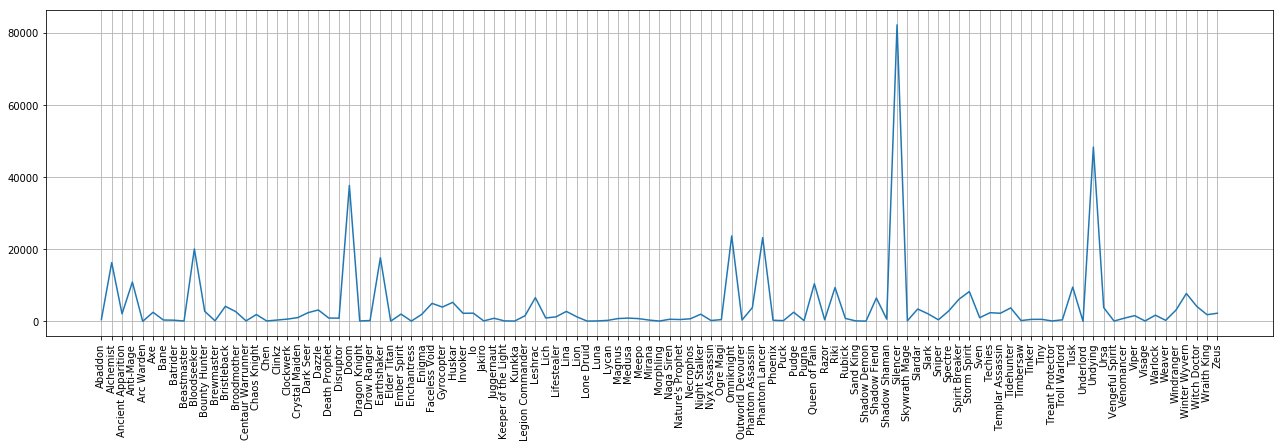 80000
60000
40000
20000
0
Abaddon
Alchemist
Ancient Apparition
Anti-Mage
Arc Warden
Axe
Bane
Batrider
Beastmaster
Bloodseeker
Bounty Hunter
Brewmaster
Bristleback
Broodmother
Centaur Warrunner
Chaos Knight
Chen
Clinkz
Clockwerk
Crystal Maiden
Dark Seer
Dazzle
Death Prophet
Disruptor
Doom
Dragon Knight
Drow Ranger
Earthshaker
Elder Titan
Ember Spirit
Enchantress
Enigma
Faceless Void
Gyrocopter
Huskar
Invoker
Io
Jakiro
Juggernaut
Keeper of the Light
Kunkka
Legion Commander
Leshrac
Lich
Lifestealer
Lina
Lion
Lone Druid
Luna
Lycan
Magnus
Medusa
Meepo
Mirana
Morphling
Naga Siren
Nature's Prophet
Necrophos
Night Stalker
Nyx Assassin
Ogre Magi
Omniknight
Outworld Devourer
Phantom Assassin
Phantom Lancer
Phoenix
Puck
Pudge
Pugna
Queen of Pain
Razor
Riki
Rubick
Sand King
Shadow Demon
Shadow Fiend
Shadow Shaman
Silencer
Skywrath Mage
Slardar
Slark
Sniper
Spectre
Spirit Breaker
Storm Spirit
Sven
Techies
Templar Assassin
Tidehunter
Timbersaw
Tinker
Tiny
Treant Protector
Troll Warlord
Tusk
Underlord
Undying
Ursa
Vengeful Spirit
Venomancer
Viper
Visage
Warlock
Weaver
Windranger
Winter Wyvern
Witch Doctor
Wraith King
Zeus